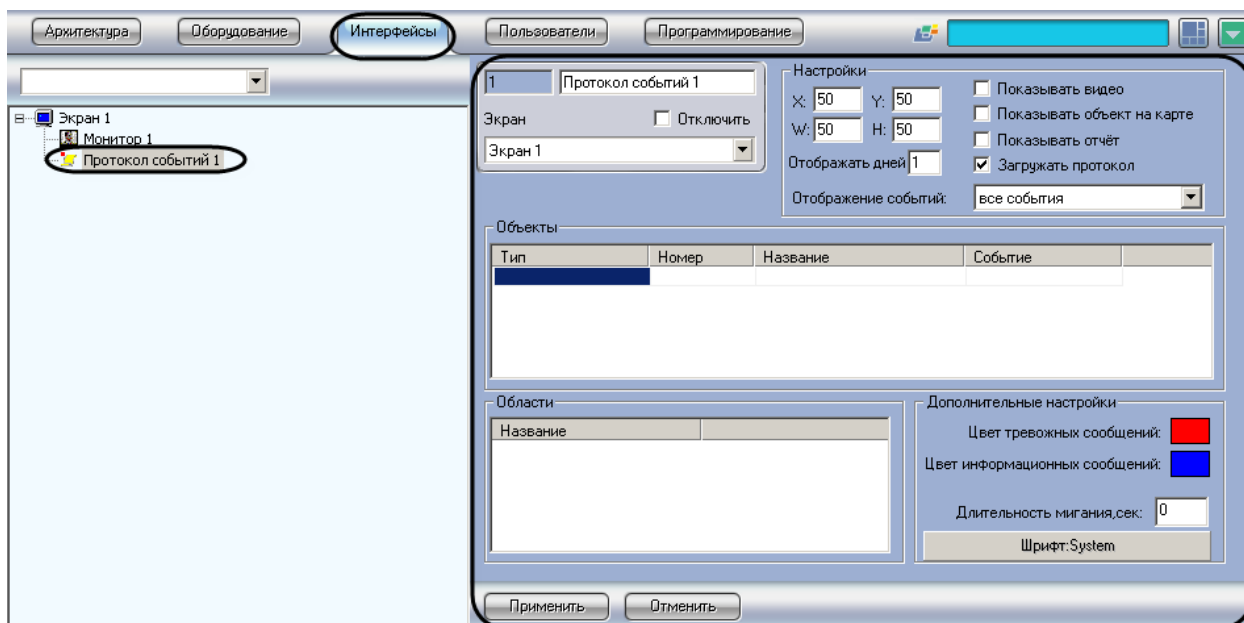 Архитектура Оборудование Интерфейсы Пользователи Программирование
Экран 1
Монитор 1
Протокол событий 1
1 Протокол событий 1
Экран Отключить
Экран 1
Настройки
X: 50 Y: 50
W: 50 H: 50
Отображать дней 1
Показывать видео
Показывать объект на карте
Показывать отчёт
Загружать протокол
Отображение событий: все события
Объекты
Тип Номер Название Событие
Области
Название
Дополнительные настройки
Цвет тревожных сообщений:
Цвет информационных сообщений:
Длительность мигания,сек: 0
Шрифт:System
Применить Отменить